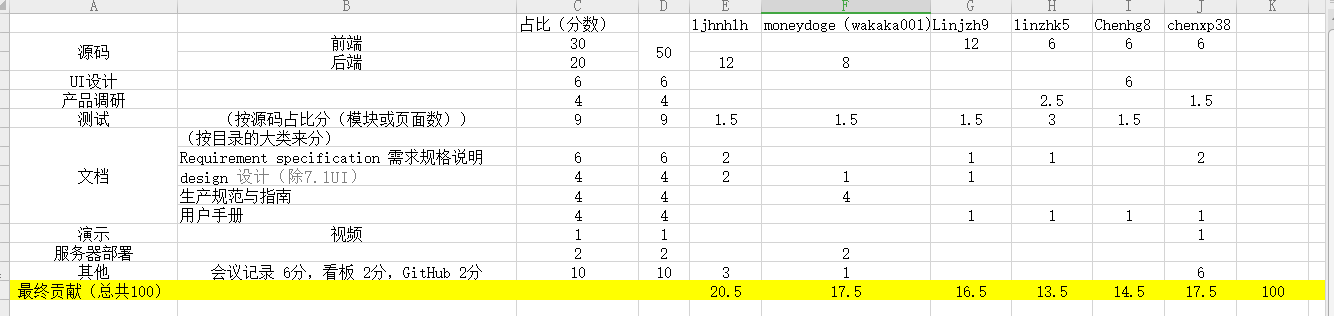 A B C D E F G H I J K
占比（分数） ljhnh1h moneydoge（wakaka001) Linjzh9 linzhk5 Chenhg8 chenxp38
源码 前端 30 50 12 6 6 6
后端 20 12 8
UI设计 6 6 6
产品调研 4 4 2.5 1.5
测试 （按源码占比分（模块或页面数）） 9 9 1.5 1.5 1.5 3 1.5
文档 （按目录的大类来分）
Requirement specification 需求规格说明 6 6 2 1 1 2
design 设计（除7.1UI） 4 4 2 1 1
生产规范与指南 4 4 4
用户手册 4 4 1 1 1 1
演示 视频 1 1 1
服务器部署 2 2 2
其他 会议记录 6分，看板 2分，GitHub 2分 10 10 3 1 6
最终贡献（总共100） 20.5 17.5 16.5 13.5 14.5 17.5 100